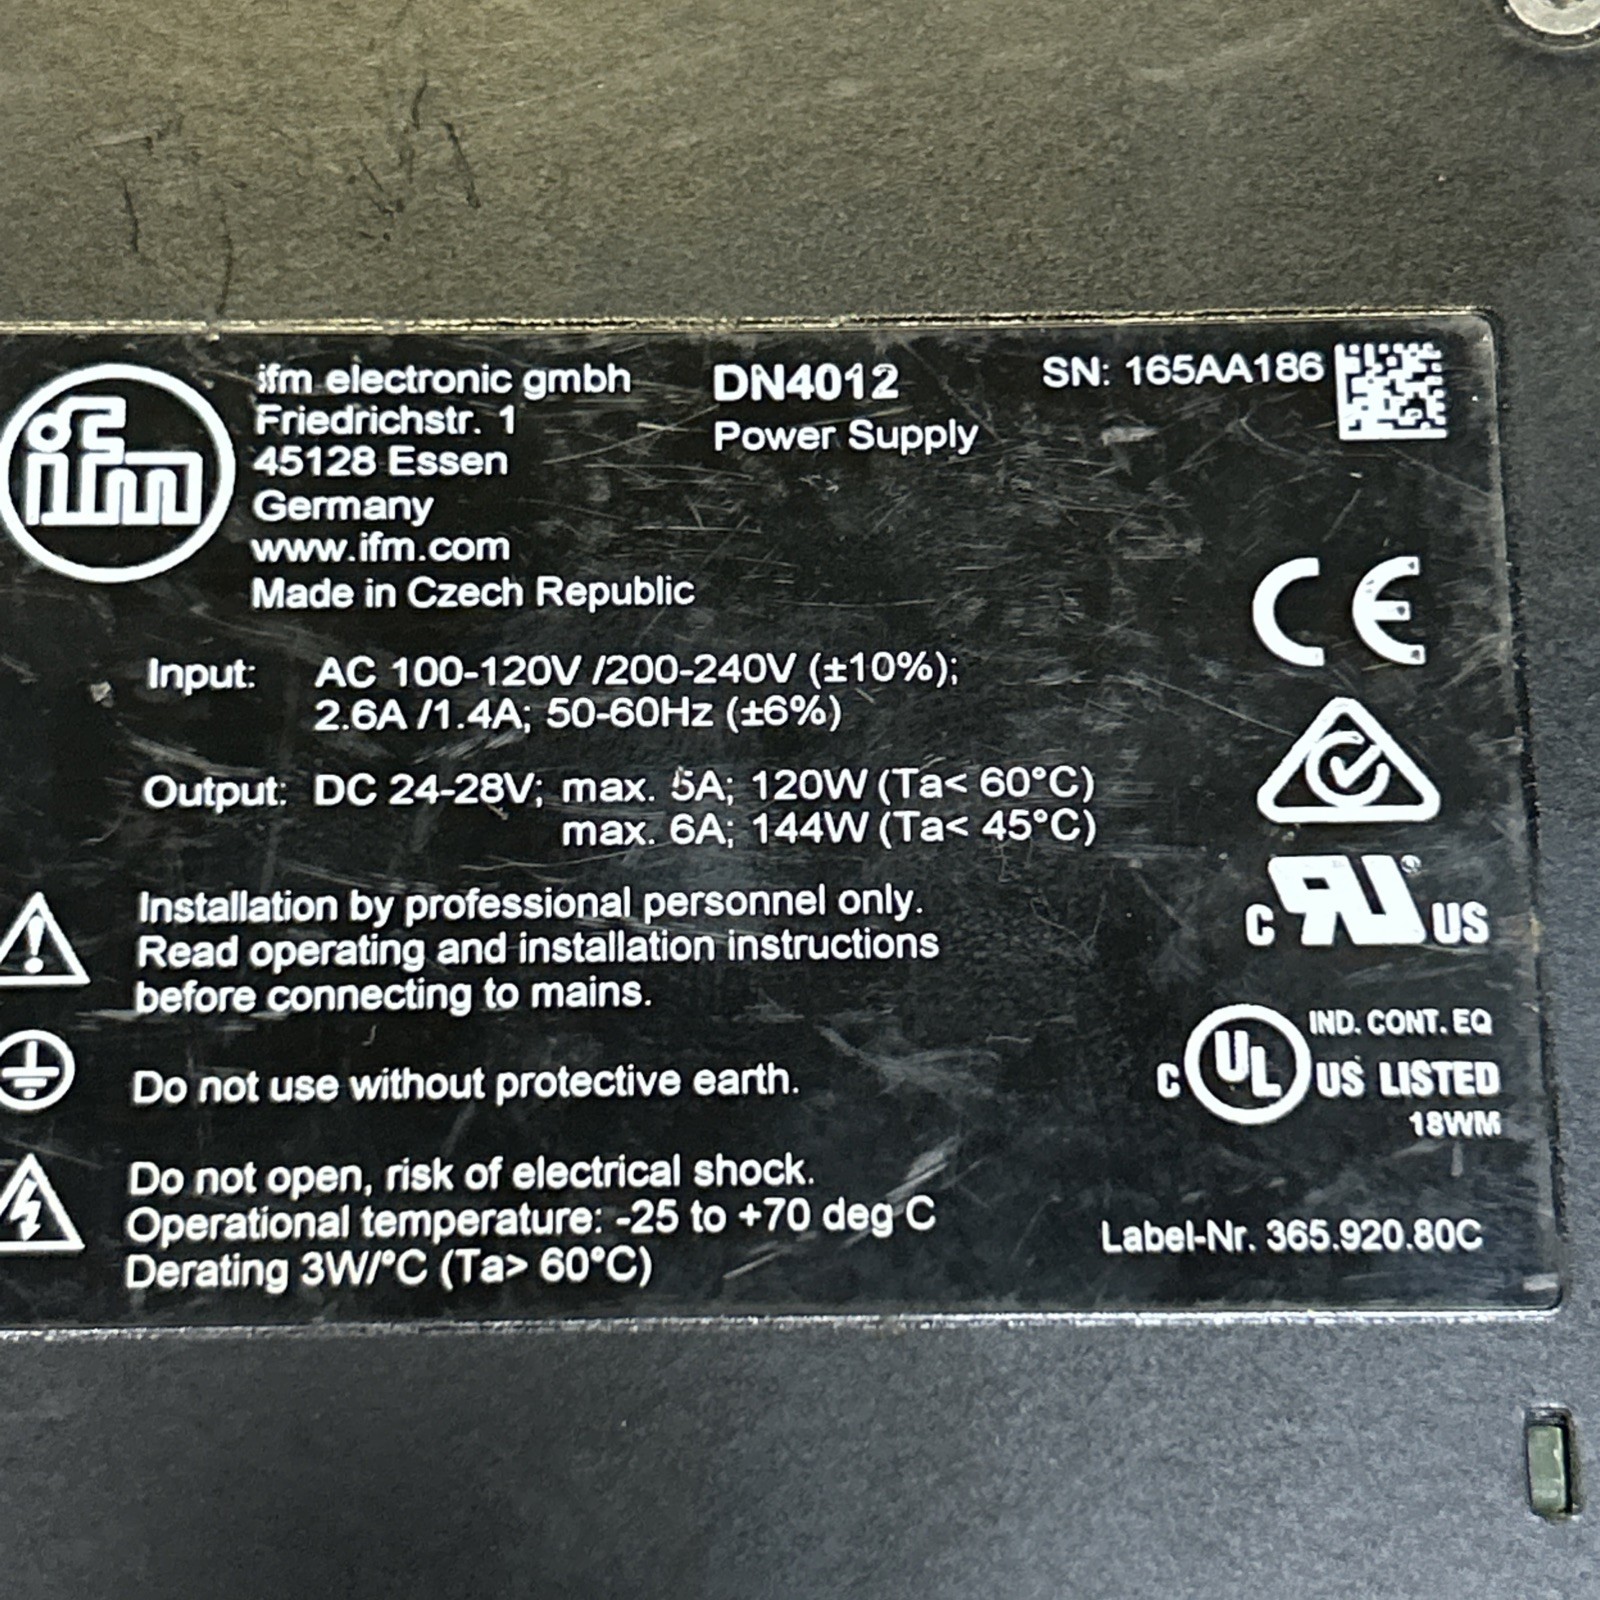 ifm
ifm electronic gmbh
Friedrichstr. 1
45128 Essen
Germany
www.ifm.com
Made in Czech Republic
DN4012
Power Supply
SN: 165AA186
Input: AC 100-120V /200-240V (±10%);
2.6A /1.4A; 50-60Hz (±6%)
Output: DC 24-28V; max. 5A; 120W (Ta< 60°C)
max. 6A; 144W (Ta< 45°C)
CE
Installation by professional personnel only.
Read operating and installation instructions
before connecting to mains.
C RU ® US
Do not use without protective earth.
IND. CONT. EQ
C UL US LISTED
18WM
Do not open, risk of electrical shock.
Operational temperature: -25 to +70 deg C
Derating 3W/°C (Ta> 60°C)
Label-Nr. 365.920.80C